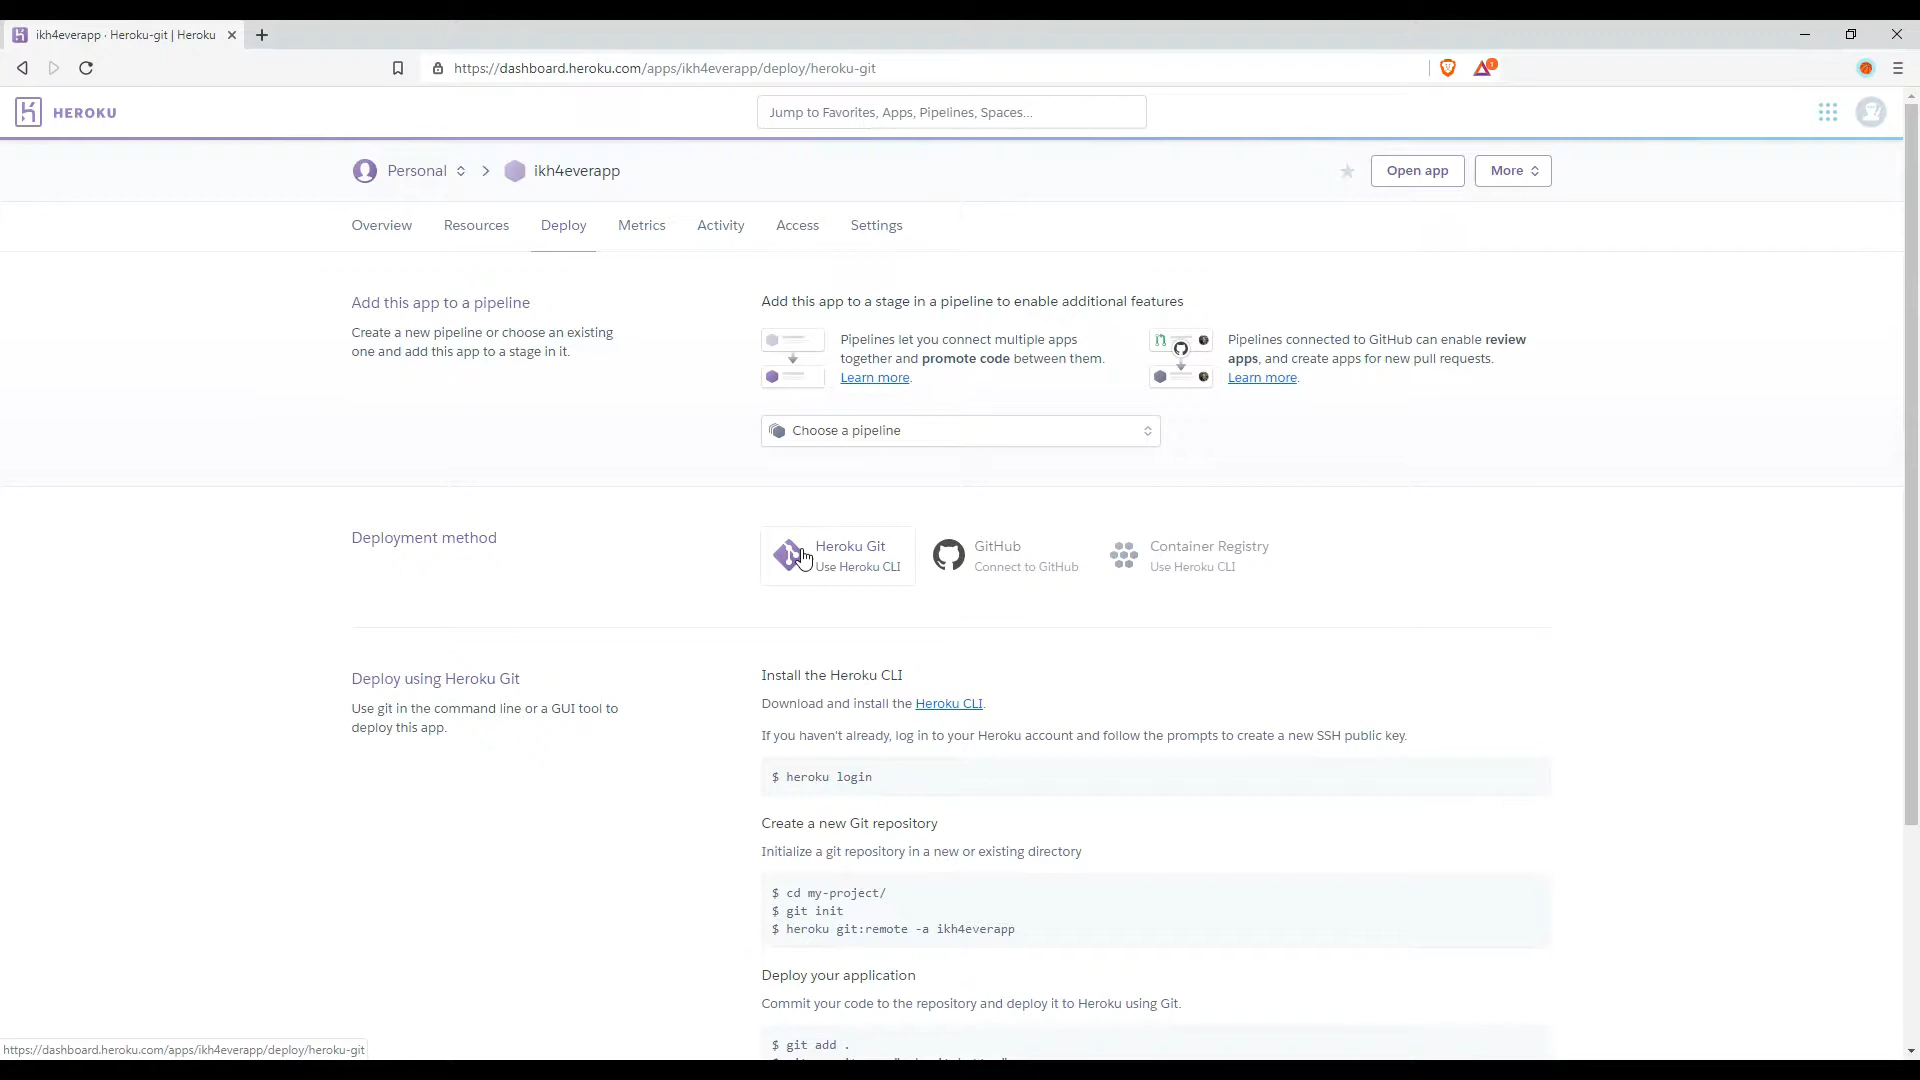 ikh4everapp · Heroku-git | Heroku
https://dashboard.heroku.com/apps/ikh4everapp/deploy/heroku-git
1
HEROKU
Jump to Favorites, Apps, Pipelines, Spaces...
Personal
ikh4everapp
Open app
More
Overview
Resources
Deploy
Metrics
Activity
Access
Settings
Add this app to a pipeline
Create a new pipeline or choose an existing
one and add this app to a stage in it.
Add this app to a stage in a pipeline to enable additional features
Pipelines let you connect multiple apps
together and promote code between them.
Learn more.
Pipelines connected to GitHub can enable review
apps, and create apps for new pull requests.
Learn more.
Choose a pipeline
Deployment method
Heroku Git
Use Heroku CLI
GitHub
Connect to GitHub
Container Registry
Use Heroku CLI
Deploy using Heroku Git
Use git in the command line or a GUI tool to
deploy this app.
Install the Heroku CLI
Download and install the Heroku CLI.
If you haven't already, log in to your Heroku account and follow the prompts to create a new SSH public key.
$ heroku login
Create a new Git repository
Initialize a git repository in a new or existing directory
$ cd my-project/
$ git init
$ heroku git:remote -a ikh4everapp
Deploy your application
Commit your code to the repository and deploy it to Heroku using Git.
$ git add .
https://dashboard.heroku.com/apps/ikh4everapp/deploy/heroku-git